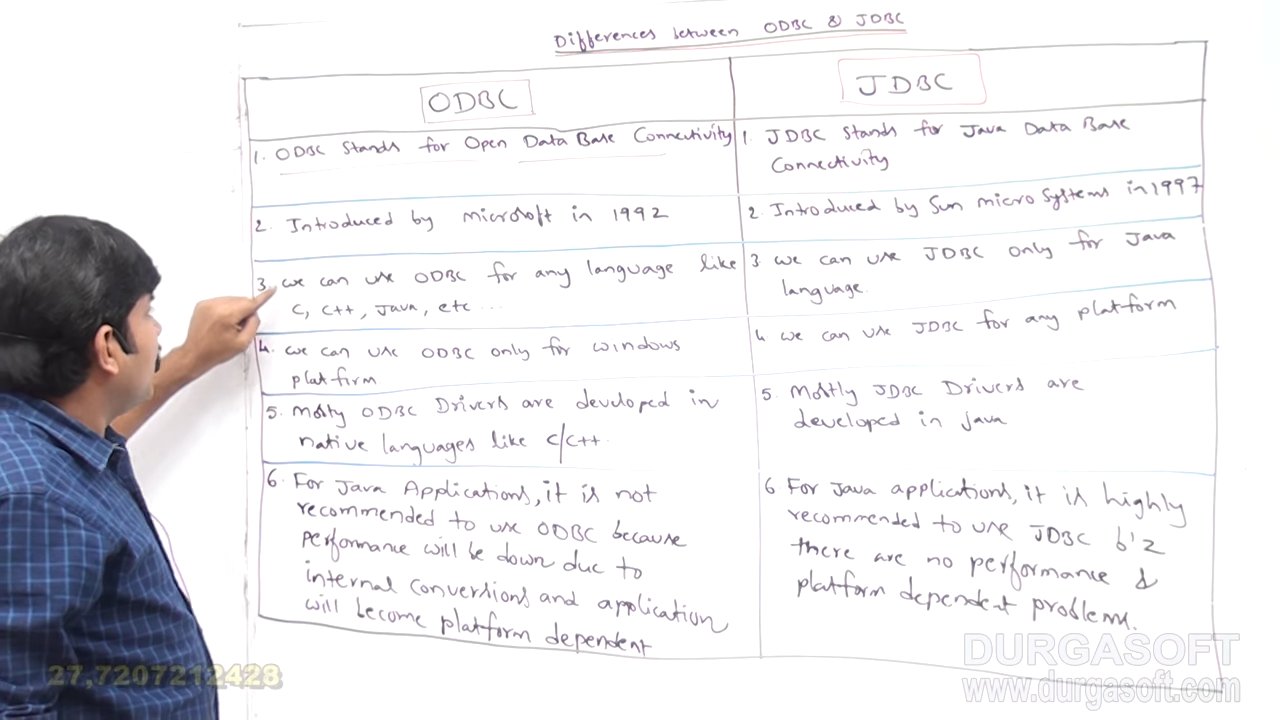 Differences between ODBC & JDBC
ODBC
1. ODBC stands for Open Data Base Connectivity
2. Introduced by microsoft in 1992
3. we can use ODBC for any language like
C, C++, Java, etc ...
4. we can use ODBC only for windows
platfirm
5. Mostly ODBC Drivers are developed in
native languages like C/C++.
6. For Java Applications, it is not
recommended to use ODBC because
performance will be down due to
internal conversions and application
will become platform dependent
JDBC
1. JDBC stands for Java Data Base
Connectivity
2. Introduced by Sun micro Systems in 1997
3 we can use JDBC only for Java
language.
4 we can use JDBC for any platform
5. Mostly JDBC Drivers are
developed in java
6 For Java applications, it is highly
recommended to use JDBC b'z
there are no performance &
platform dependent problems.
DURGASOFT
www.durgasoft.com
27,7207212428